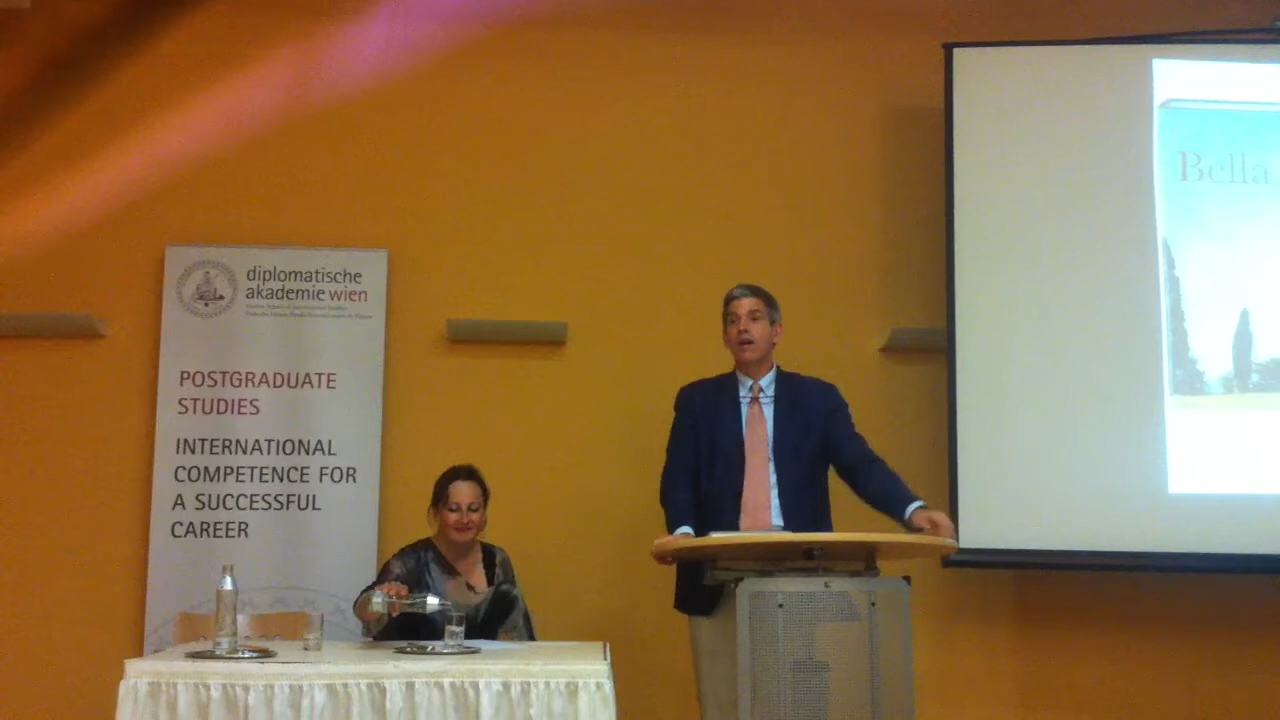 diplomatische
akademie wien
POSTGRADUATE
STUDIES
INTERNATIONAL
COMPETENCE FOR
A SUCCESSFUL
CAREER
Bella